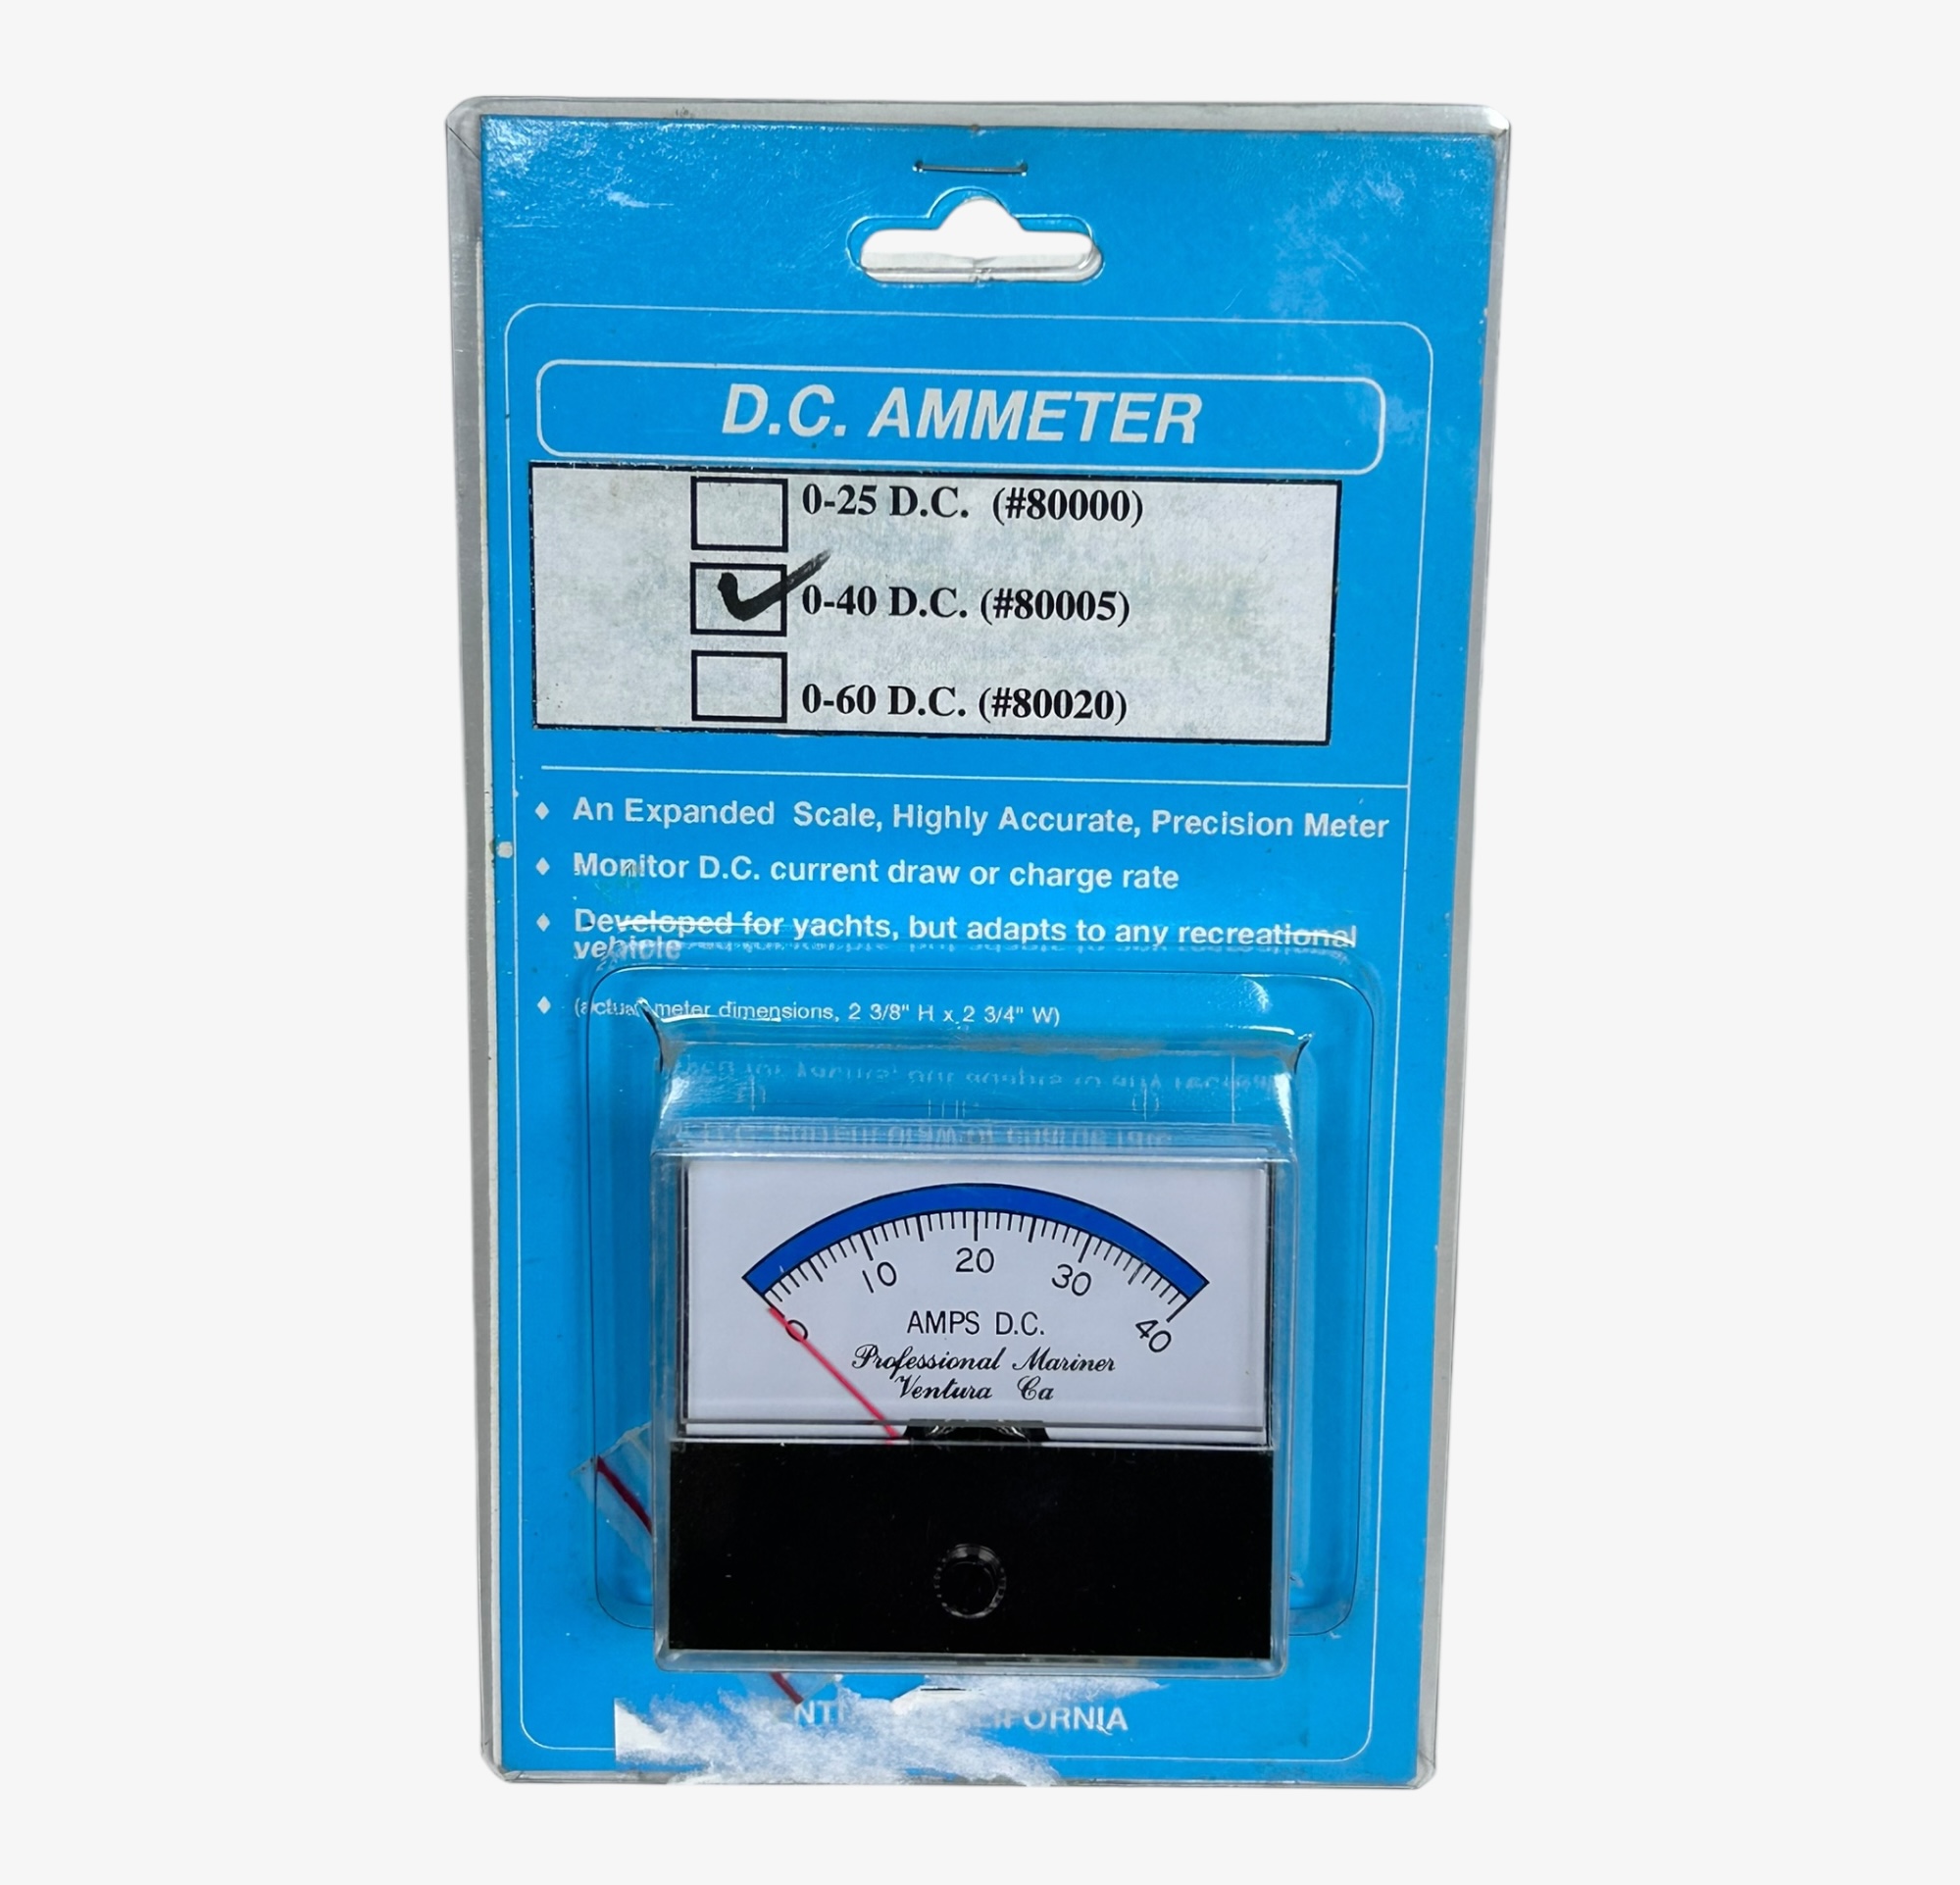 D.C. AMMETER
0-25 D.C. (#80000)
0-40 D.C. (#80005)
0-60 D.C. (#80020)
♦ An Expanded Scale, Highly Accurate, Precision Meter
♦ Monitor D.C. current draw or charge rate
♦ Developed for yachts, but adapts to any recreational
vehicle
♦ (actual meter dimensions, 2 3/8" H x 2 3/4" W)
0 10 20 30 40
AMPS D.C.
Professional Mariner
Ventura Ca